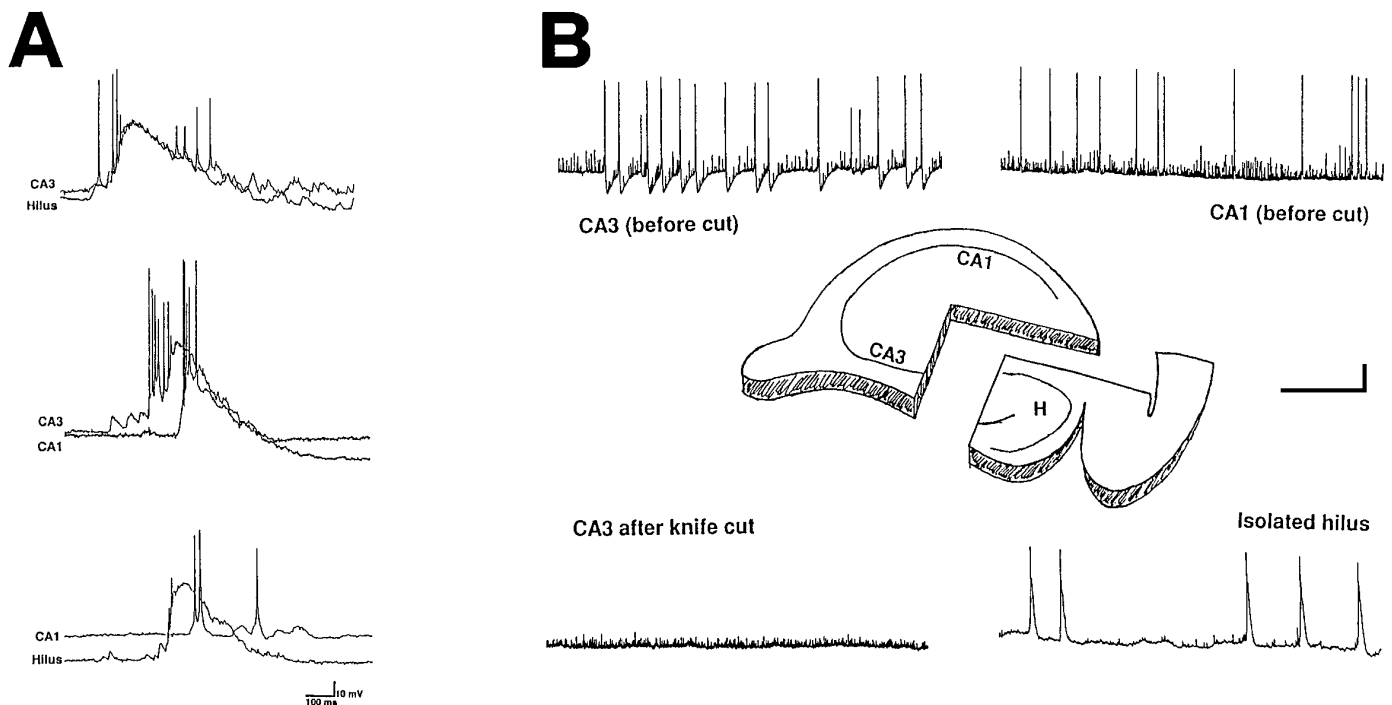 A
CA3
Hilus
CA3
CA1
CA1
Hilus
10 mV
100 ms
B
CA3 (before cut)
CA1 (before cut)
CA1
CA3
H
CA3 after knife cut
Isolated hilus